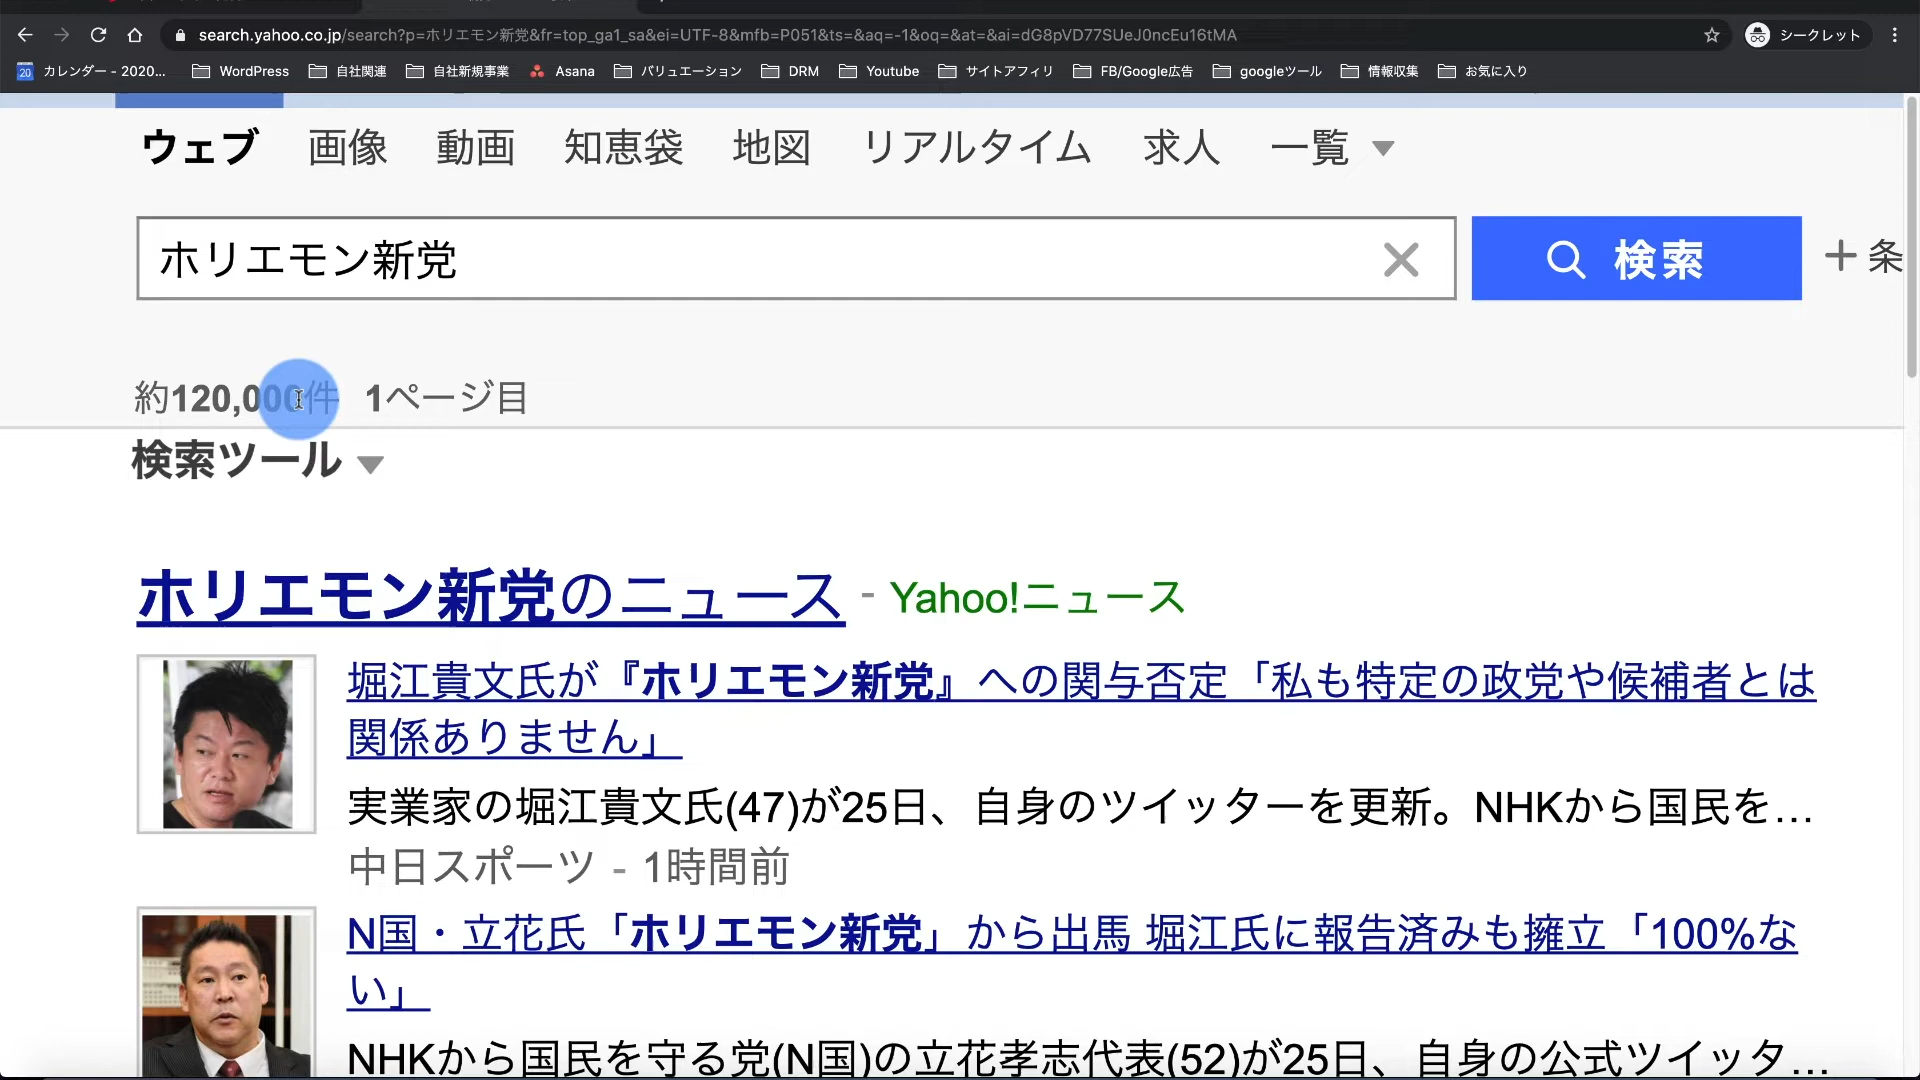 search.yahoo.co.jp/search?p=ホリエモン新党&fr=top_ga1_sa&ei=UTF-8&mfb=P051&ts=&aq=-1&oq=&at=&ai=dG8pVD77SUeJ0ncEu16tMA
シークレット
20 カレンダー - 2020... WordPress 自社関連 自社新規事業 Asana バリュエーション DRM Youtube サイトアフィリ FB/Google広告 googleツール 情報収集 お気に入り
ウェブ 画像 動画 知恵袋 地図 リアルタイム 求人 一覧
ホリエモン新党 検索 +条
約120,000件 1ページ目
検索ツール
ホリエモン新党のニュース - Yahoo!ニュース
堀江貴文氏が『ホリエモン新党』への関与否定「私も特定の政党や候補者とは
関係ありません」
実業家の堀江貴文氏(47)が25日、自身のツイッターを更新。NHKから国民を...
中日スポーツ - 1時間前
N国・立花氏「ホリエモン新党」から出馬 堀江氏に報告済みも擁立「100%な
い」
NHKから国民を守る党(N国)の立花孝志代表(52)が25日、自身の公式ツイッタ...